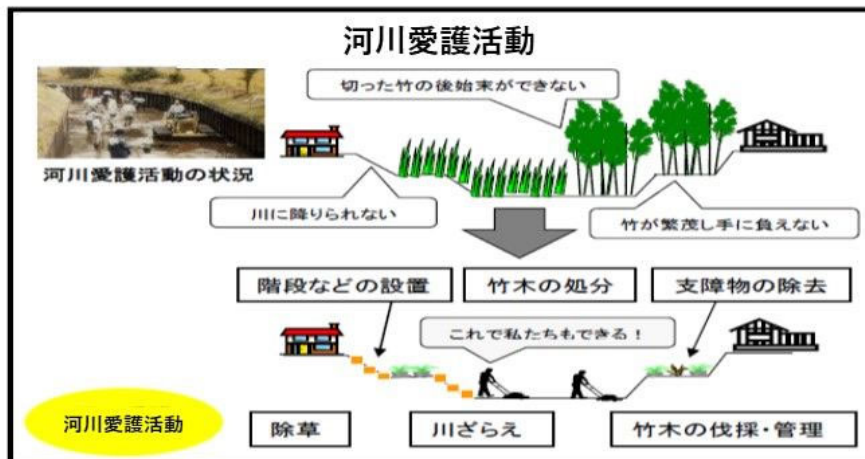 河川愛護活動
切った竹の後始末ができない
河川愛護活動の状況
川に降りられない
竹が繁茂し手に負えない
階段などの設置
竹木の処分
支障物の除去
これで私たちもできる！
河川愛護活動
除草
川ざらえ
竹木の伐採・管理